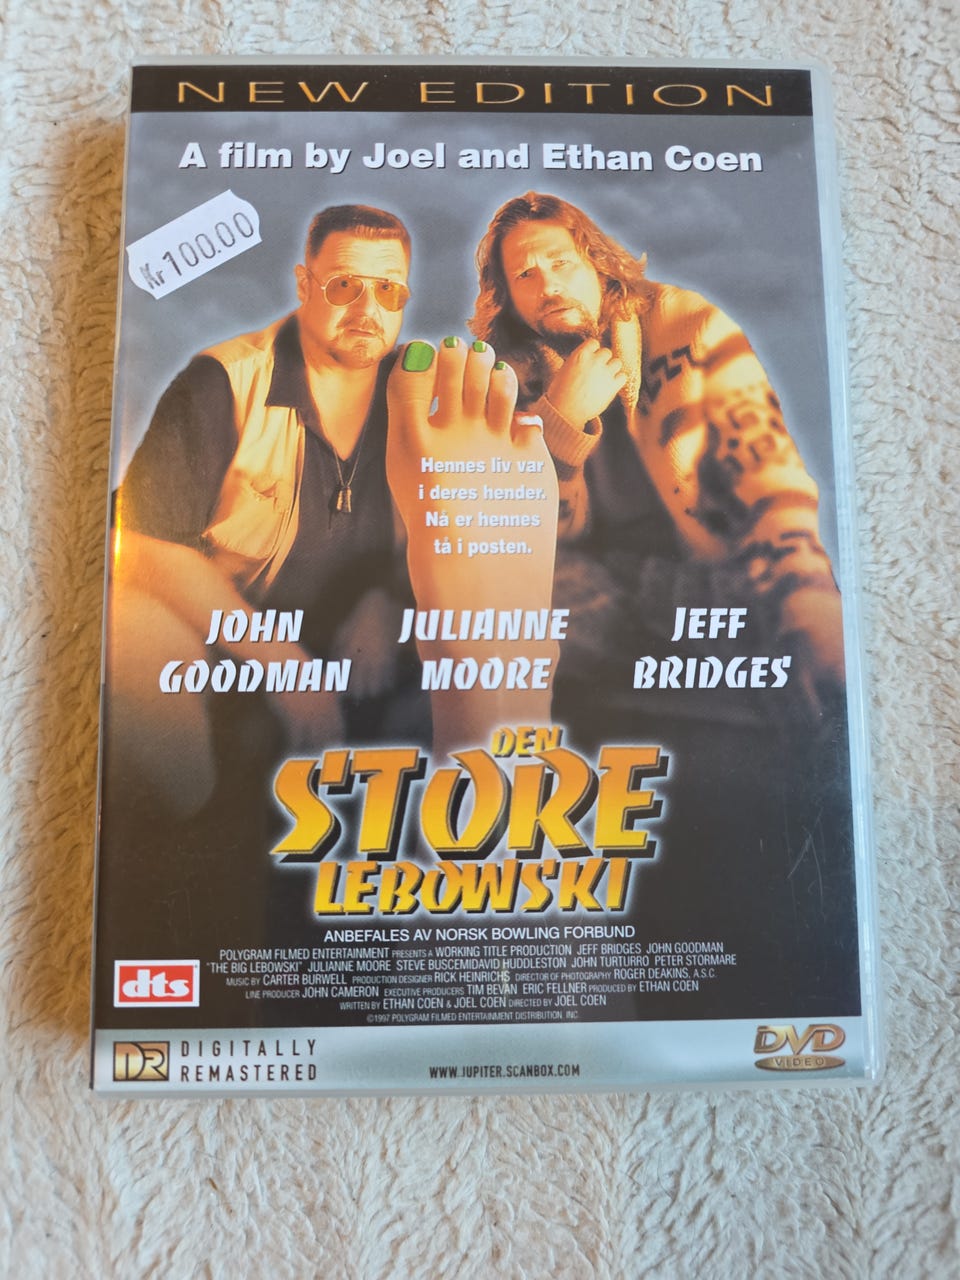 NEW EDITION
A film by Joel and Ethan Coen
Kr 100.00
Hennes liv var
i deres hender.
Nå er hennes
tå i posten.
JOHN GOODMAN
JULIANNE MOORE
JEFF BRIDGES
DEN
STORE
LEBOWSKI
ANBEFALES AV NORSK BOWLING FORBUND
POLYGRAM FILMED ENTERTAINMENT PRESENTS A WORKING TITLE PRODUCTION JEFF BRIDGES JOHN GOODMAN
"THE BIG LEBOWSKI" JULIANNE MOORE STEVE BUSCEMI DAVID HUDDLESTON JOHN TURTURRO PETER STORMARE
MUSIC BY CARTER BURWELL PRODUCTION DESIGNER RICK HEINRICHS DIRECTOR OF PHOTOGRAPHY ROGER DEAKINS, A.S.C.
LINE PRODUCER JOHN CAMERON EXECUTIVE PRODUCERS TIM BEVAN ERIC FELLNER PRODUCED BY ETHAN COEN
WRITTEN BY ETHAN COEN & JOEL COEN DIRECTED BY JOEL COEN
©1997 POLYGRAM FILMED ENTERTAINMENT DISTRIBUTION, INC.
dts
DR DIGITALLY
REMASTERED
WWW.JUPITER.SCANBOX.COM
DVD
VIDEO